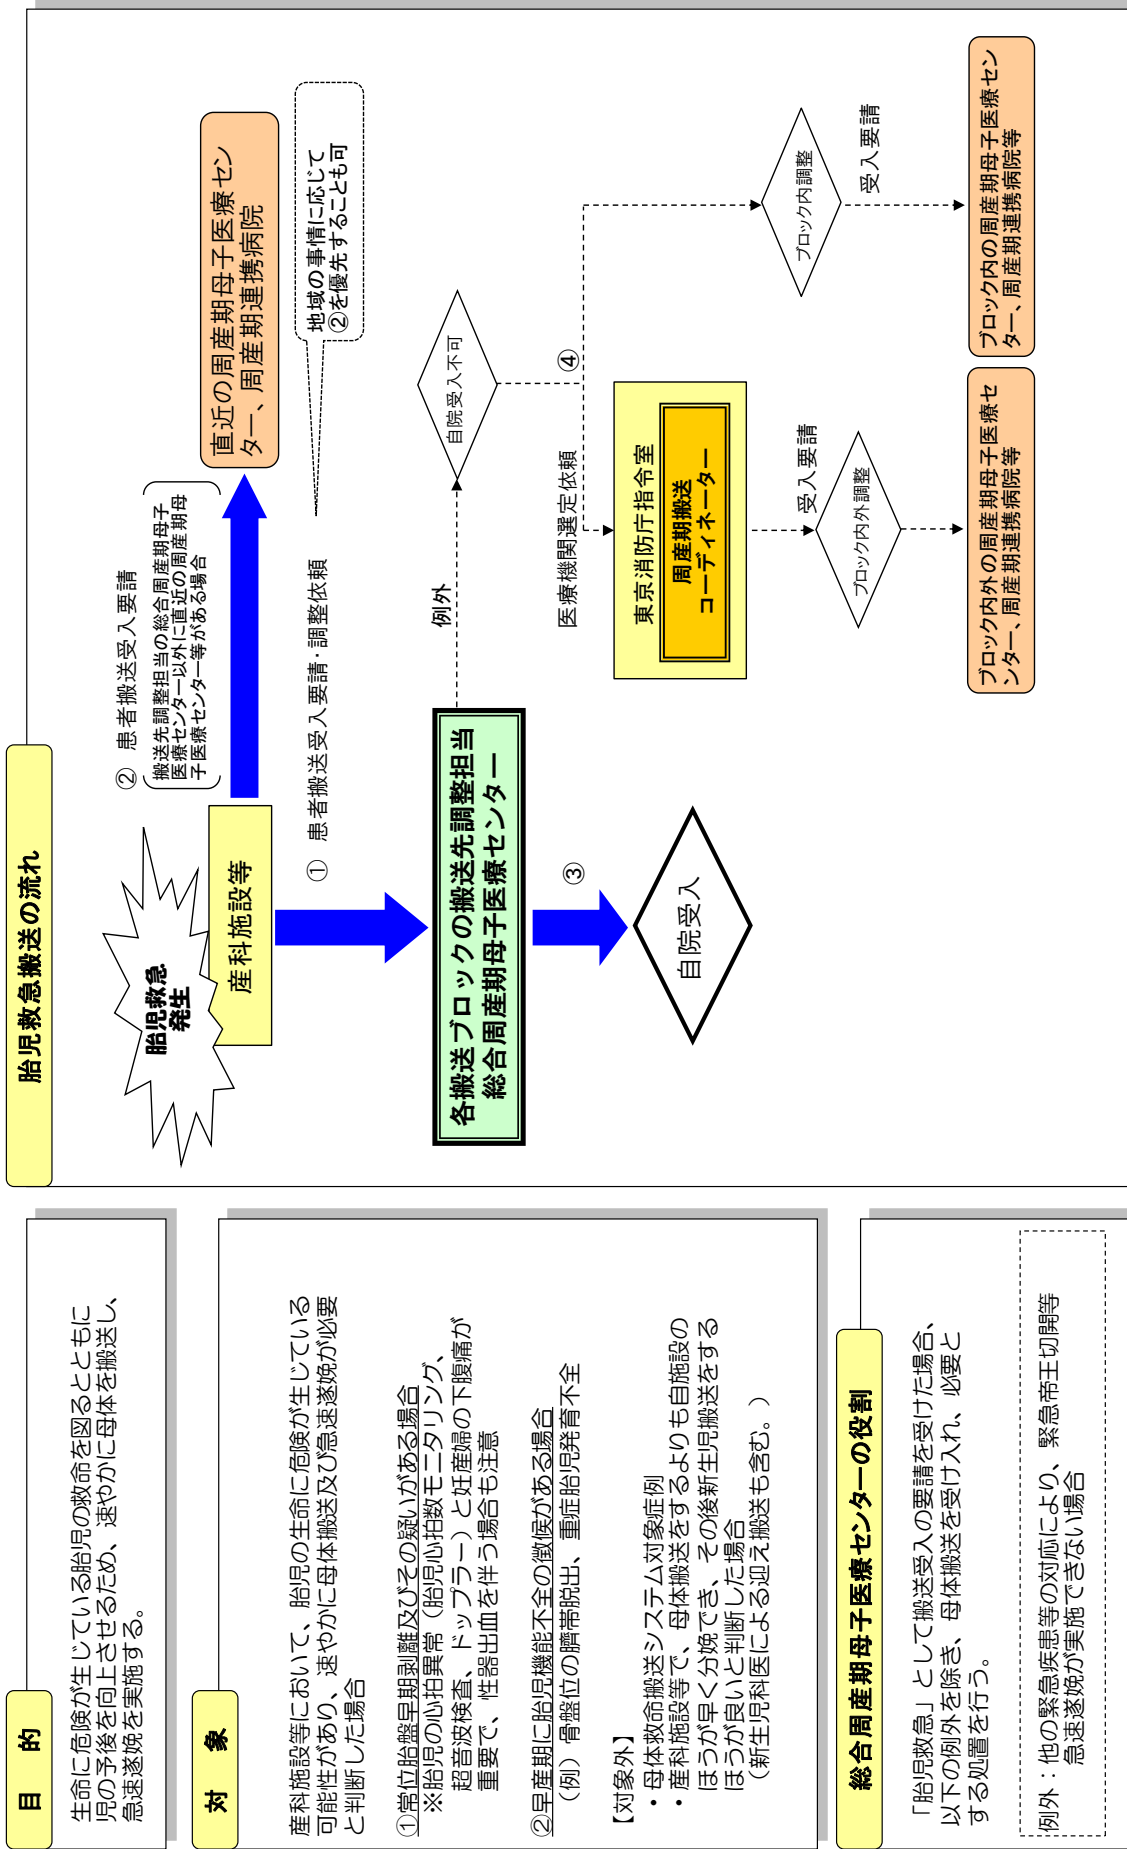 目　的
生命に危険が生じている胎児の救命を図るとともに
児の予後を向上させるため、速やかに母体を搬送し、
急速遂娩を実施する。
対　象
産科施設等において、胎児の生命に危険が生じている
可能性があり、速やかに母体搬送及び急速遂娩が必要
と判断した場合
①常位胎盤早期剥離及びその疑いがある場合
※胎児の心拍異常（胎児心拍数モニタリング、
超音波検査、ドップラー）と妊産婦の下腹痛が
重要で、性器出血を伴う場合も注意
②早産期に胎児機能不全の徴候がある場合
（例）骨盤位の臍帯脱出、重症胎児発育不全
【対象外】
・母体救命搬送システム対象症例
・産科施設等で、母体搬送をするよりも自施設の
ほうが早く分娩でき、その後新生児搬送をする
ほうが良いと判断した場合
（新生児科医による迎え搬送も含む。）
総合周産期母子医療センターの役割
「胎児救急」として搬送受入の要請を受けた場合、
以下の例外を除き、母体搬送を受け入れ、必要と
する処置を行う。
例外：他の緊急疾患等の対応により、緊急帝王切開等
急速遂娩が実施できない場合
胎児救急搬送の流れ
胎児救急
発生
産科施設等
② 患者搬送受入要請
搬送先調整担当の総合周産期母子
医療センター以外に直近の周産期母
子医療センター等がある場合
直近の周産期母子医療セン
ター、周産期連携病院
① 患者搬送受入要請・調整依頼
地域の事情に応じて
②を優先することも可
各搬送ブロックの搬送先調整担当
総合周産期母子医療センター
例外
自院受入不可
③
自院受入
④
医療機関選定依頼
東京消防庁指令室
周産期搬送
コーディネーター
受入要請
ブロック内外調整
ブロック内外の周産期母子医療セ
ンター、周産期連携病院等
ブロック内調整
受入要請
ブロック内の周産期母子医療セン
ター、周産期連携病院等